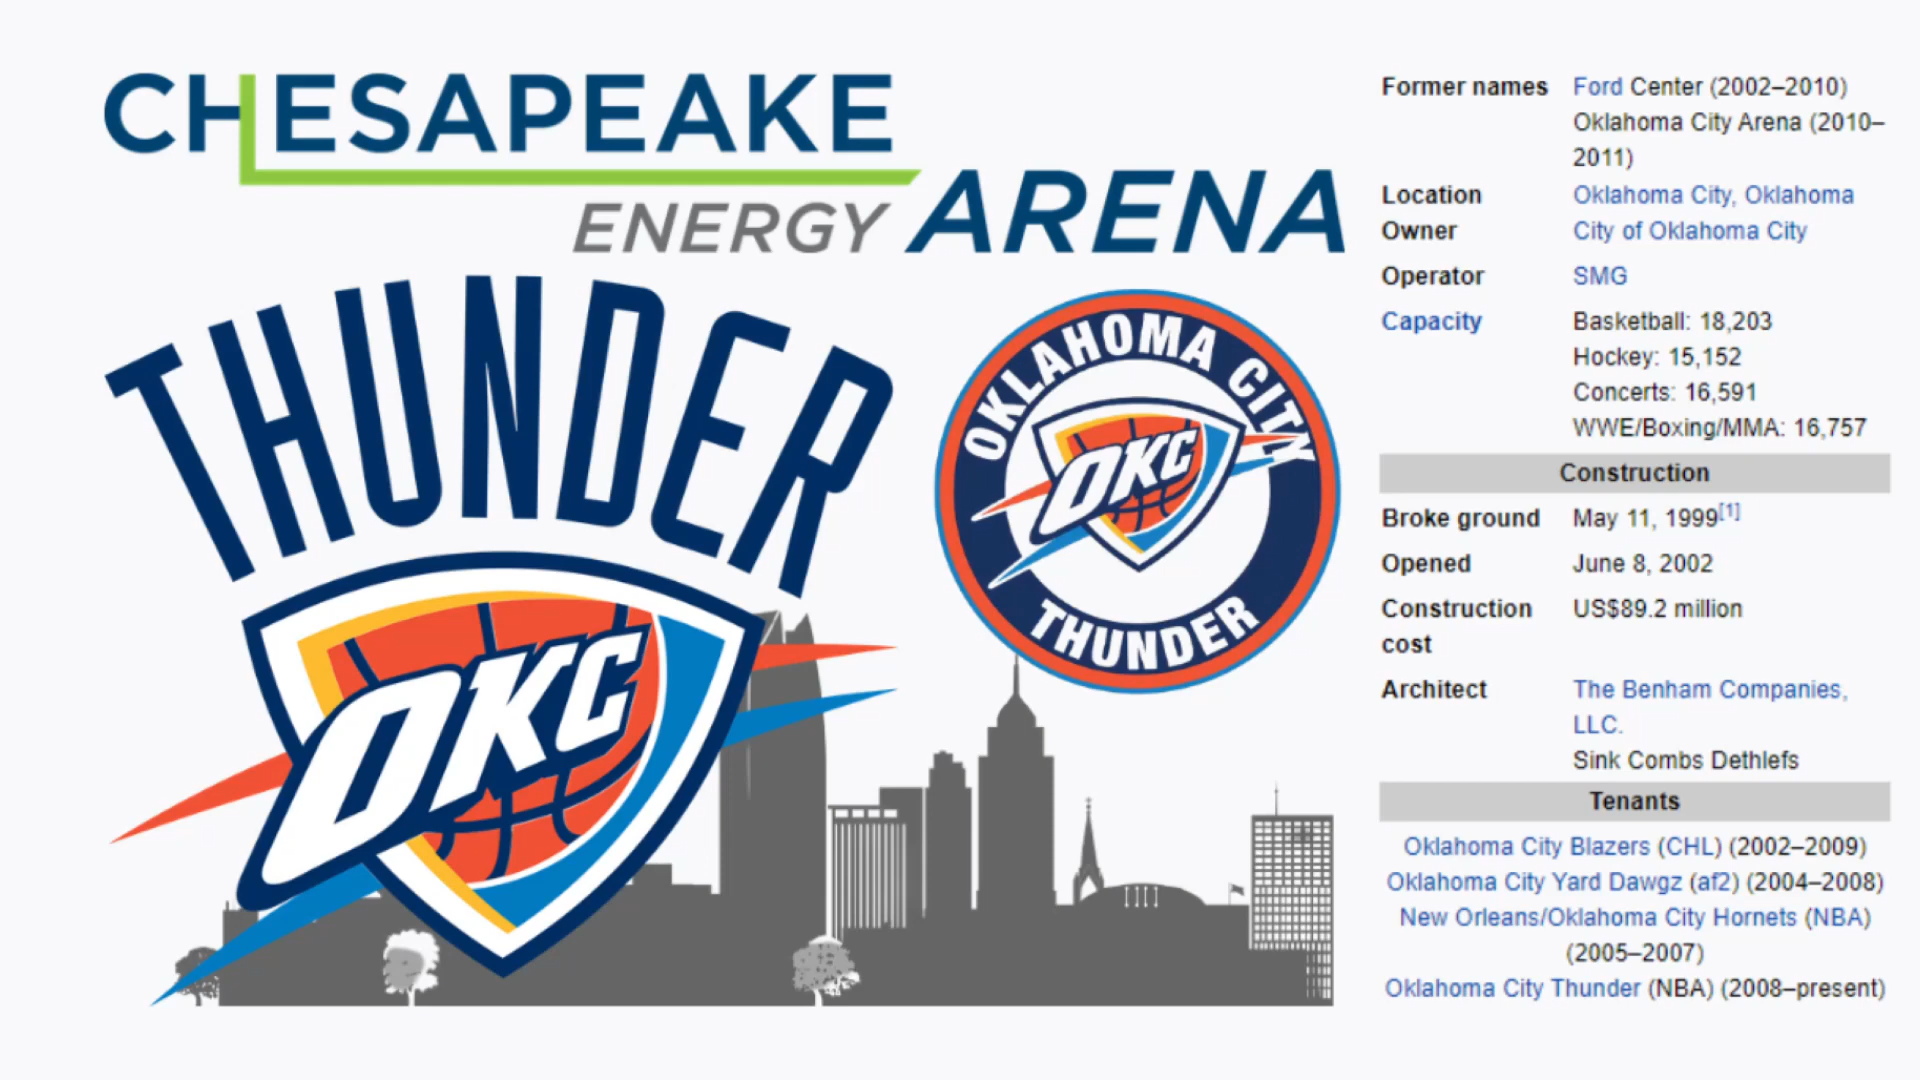 CHESAPEAKE
ENERGY ARENA
THUNDER
OKC
OKLAHOMA CITY
OKC
THUNDER
Former names Ford Center (2002–2010)
Oklahoma City Arena (2010–
2011)
Location Oklahoma City, Oklahoma
Owner City of Oklahoma City
Operator SMG
Capacity Basketball: 18,203
Hockey: 15,152
Concerts: 16,591
WWE/Boxing/MMA: 16,757
Construction
Broke ground May 11, 1999[1]
Opened June 8, 2002
Construction US$89.2 million
cost
Architect The Benham Companies,
LLC.
Sink Combs Dethlefs
Tenants
Oklahoma City Blazers (CHL) (2002–2009)
Oklahoma City Yard Dawgz (af2) (2004–2008)
New Orleans/Oklahoma City Hornets (NBA)
(2005–2007)
Oklahoma City Thunder (NBA) (2008–present)